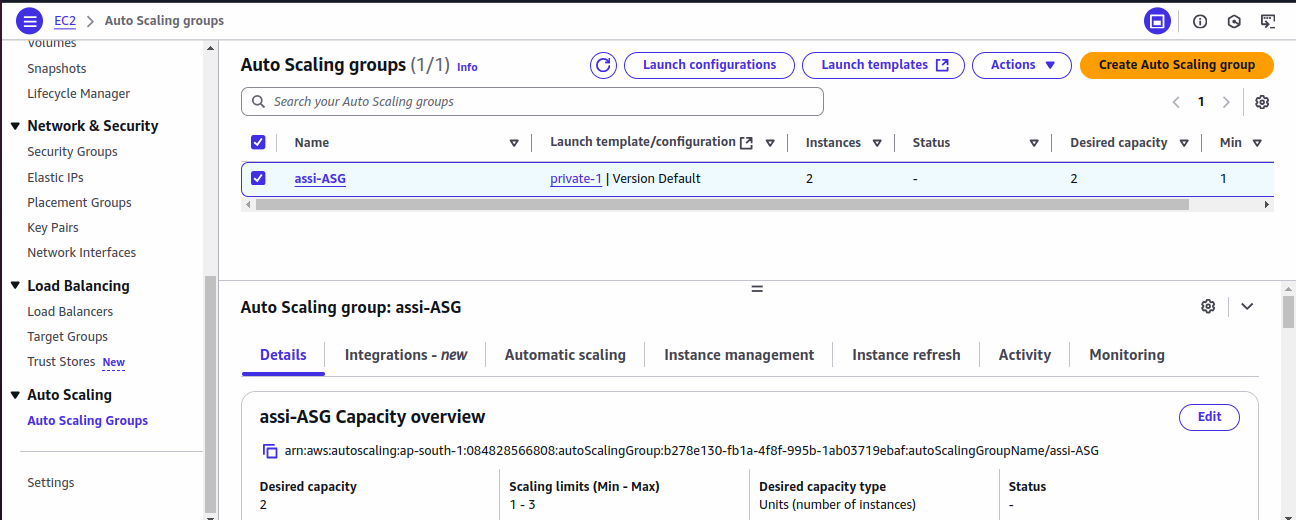 EC2 > Auto Scaling groups
Volumes
Snapshots
Lifecycle Manager
Network & Security
Security Groups
Elastic IPs
Placement Groups
Key Pairs
Network Interfaces
Load Balancing
Load Balancers
Target Groups
Trust Stores New
Auto Scaling
Auto Scaling Groups
Settings
Auto Scaling groups (1/1) Info
Launch configurations
Launch templates
Actions
Create Auto Scaling group
Search your Auto Scaling groups
1
Name Launch template/configuration Instances Status Desired capacity Min
assi-ASG private-1 | Version Default 2 - 2 1
Auto Scaling group: assi-ASG
Details Integrations - new Automatic scaling Instance management Instance refresh Activity Monitoring
assi-ASG Capacity overview
Edit
arn:aws:autoscaling:ap-south-1:084828566808:autoScalingGroup:b278e130-fb1a-4f8f-995b-1ab03719ebaf:autoScalingGroupName/assi-ASG
Desired capacity Scaling limits (Min - Max) Desired capacity type Status
2 1 - 3 Units (number of instances) -